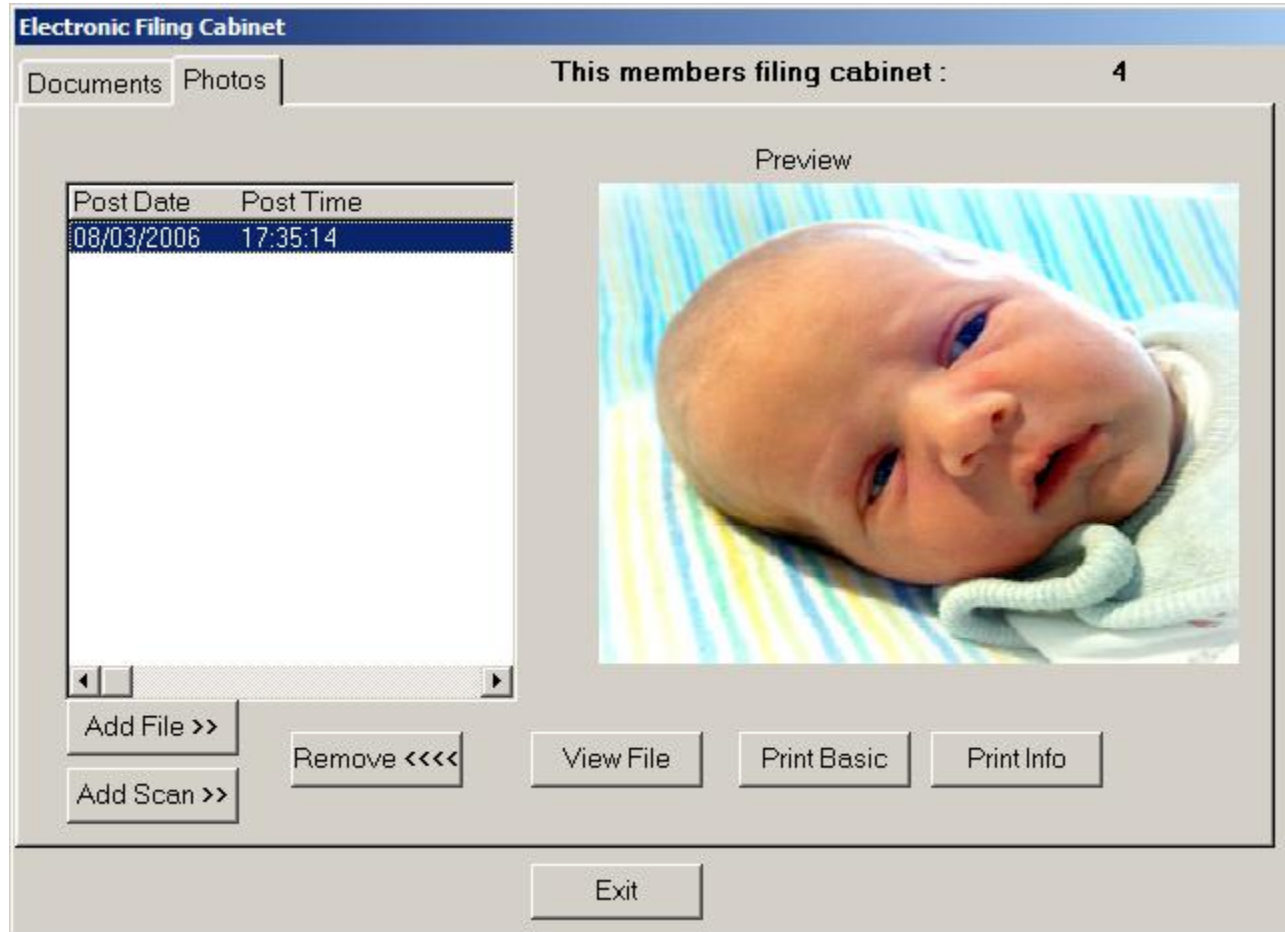 Electronic Filing Cabinet
Documents Photos This members filing cabinet : 4
Preview
Post Date Post Time
08/03/2006 17:35:14
Add File >>
Remove <<<< View File Print Basic Print Info
Add Scan >>
Exit